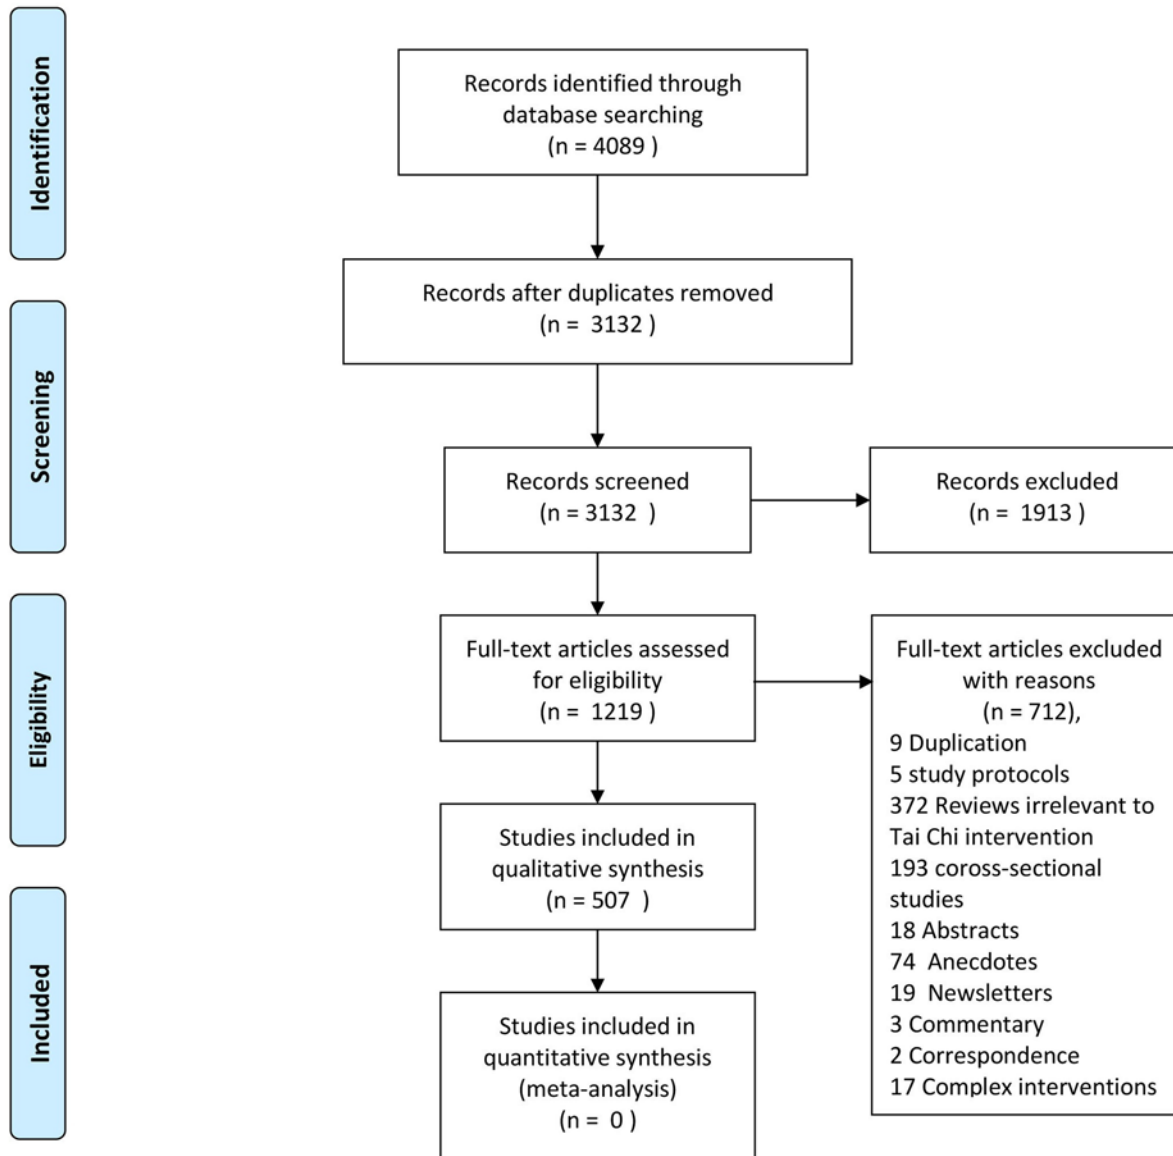 Identification
Records identified through
database searching
(n = 4089 )
Records after duplicates removed
(n = 3132 )
Screening
Records screened
(n = 3132 )
Records excluded
(n = 1913 )
Eligibility
Full-text articles assessed
for eligibility
(n = 1219 )
Full-text articles excluded
with reasons
(n = 712),
9 Duplication
5 study protocols
372 Reviews irrelevant to
Tai Chi intervention
193 coross-sectional
studies
18 Abstracts
74 Anecdotes
19 Newsletters
3 Commentary
2 Correspondence
17 Complex interventions
Studies included in
qualitative synthesis
(n = 507 )
Included
Studies included in
quantitative synthesis
(meta-analysis)
(n = 0 )